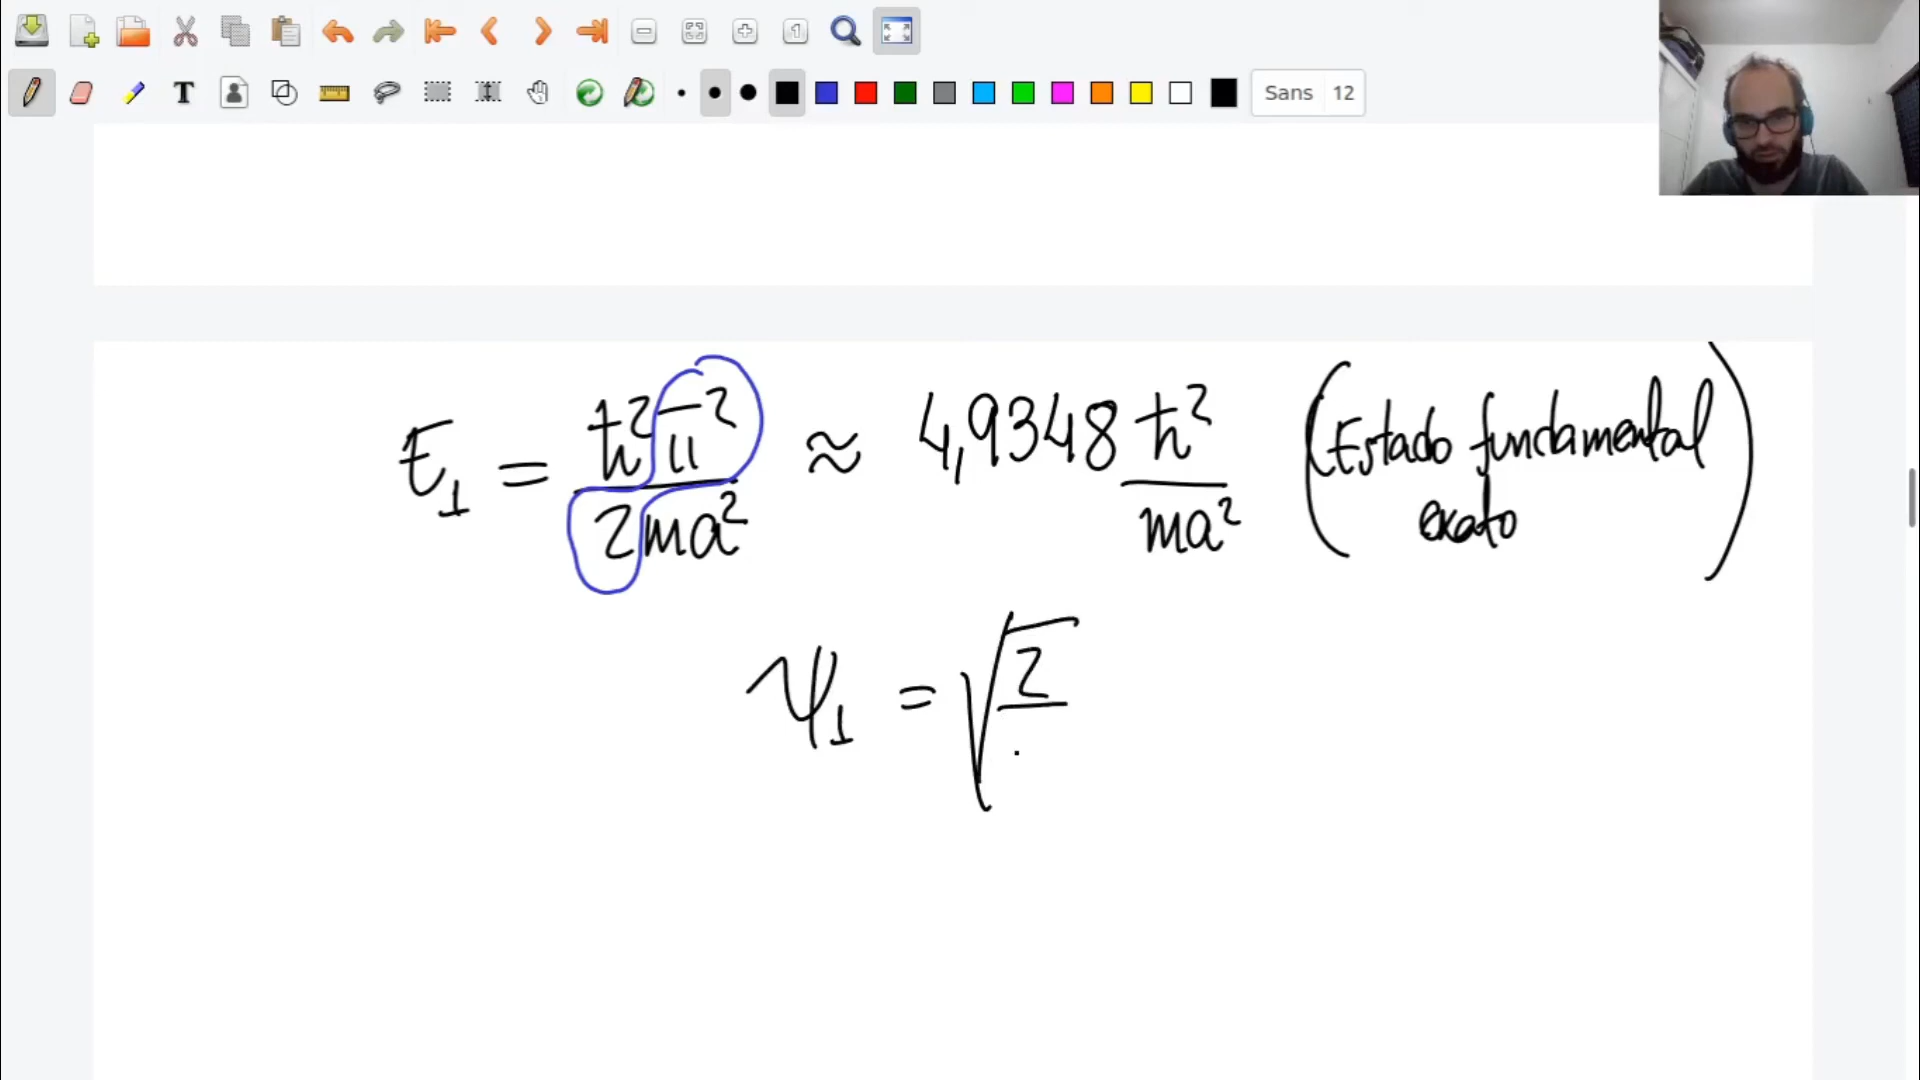 Sans 12
E₁ = ħ²π²/2ma² ≈ 4,9348 ħ²/ma² (Estado fundamental
exato)
ψ₁ = √2